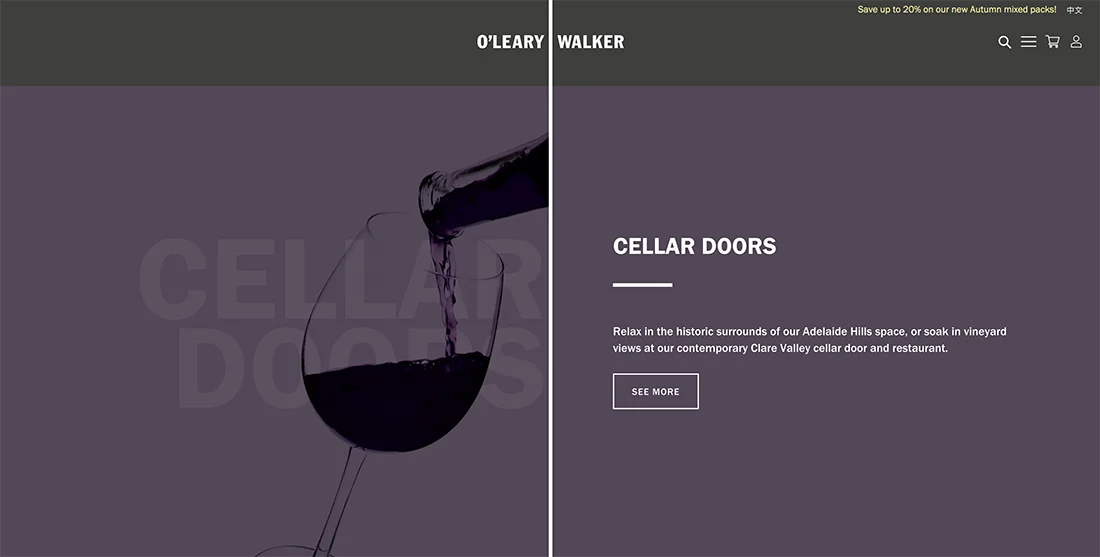 Save up to 20% on our new Autumn mixed packs! 中文
O'LEARY WALKER
CELLAR
DOORS
CELLAR DOORS
Relax in the historic surrounds of our Adelaide Hills space, or soak in vineyard
views at our contemporary Clare Valley cellar door and restaurant.
SEE MORE